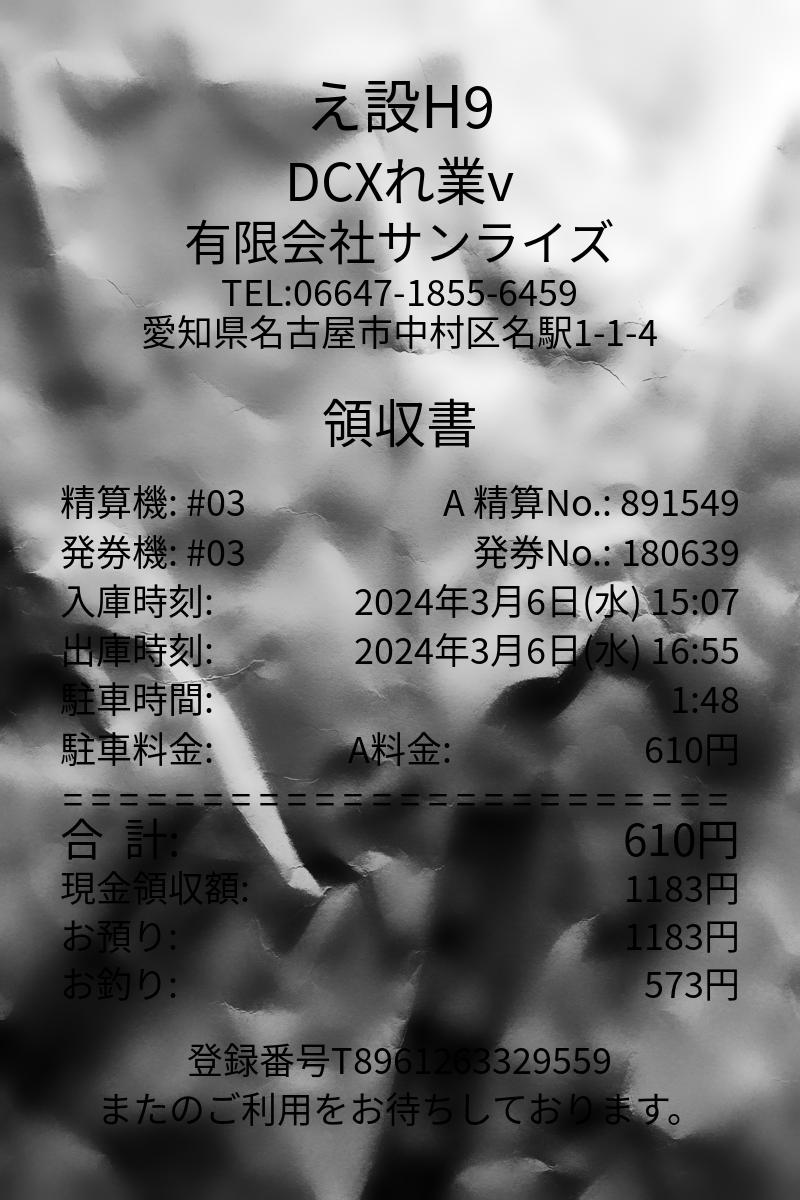 え設H9
DCXれ業v
有限会社サンライズ
TEL:06647-1855-6459
愛知県名古屋市中村区名駅1-1-4
領収書
精算機: #03 A 精算No.: 891549
発券機: #03 発券No.: 180639
入庫時刻: 2024年3月6日(水) 15:07
出庫時刻: 2024年3月6日(水) 16:55
駐車時間: 1:48
駐車料金: A料金: 610円
========================
合 計: 610円
現金領収額: 1183円
お預り: 1183円
お釣り: 573円
登録番号T8961263329559
またのご利用をお待ちしております。